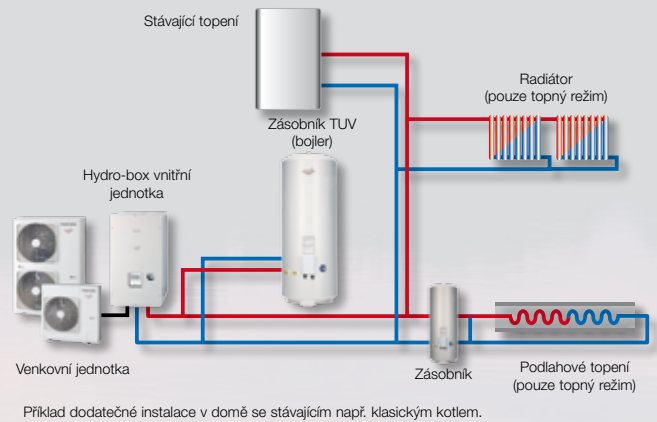 Stávající topení
Radiátor
(pouze topný režim)
Zásobník TUV
(bojler)
Hydro-box vnitřní
jednotka
Venkovní jednotka
Zásobník
Podlahové topení
(pouze topný režim)
Příklad dodatečné instalace v domě se stávajícím např. klasickým kotlem.